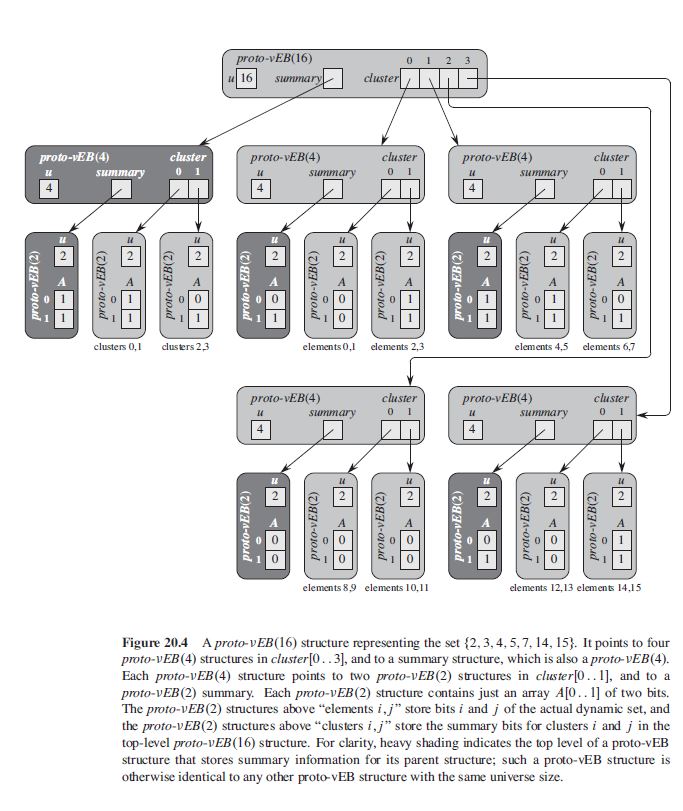 proto-vEB(16) 0 1 2 3
u 16 summary cluster
proto-vEB(4) cluster proto-vEB(4) cluster proto-vEB(4) cluster
u summary 0 1 u summary 0 1 u summary 0 1
4 4 4
proto-vEB(2) proto-vEB(2) proto-vEB(2) proto-vEB(2) proto-vEB(2) proto-vEB(2) proto-vEB(2) proto-vEB(2) proto-vEB(2)
u u u u u u u u u
2 2 2 2 2 2 2 2 2
A A A A A A A A A
0 1 0 1 0 0 0 0 0 0 0 1 0 1 0 1 0 0
1 1 1 1 1 1 1 1 1 0 1 1 1 1 1 1 1 1
clusters 0,1 clusters 2,3 elements 0,1 elements 2,3 elements 4,5 elements 6,7
proto-vEB(4) cluster proto-vEB(4) cluster
u summary 0 1 u summary 0 1
4 4
proto-vEB(2) proto-vEB(2) proto-vEB(2) proto-vEB(2) proto-vEB(2) proto-vEB(2)
u u u u u u
2 2 2 2 2 2
A A A A A A
0 0 0 0 0 0 0 0 0 0 0 1
1 0 1 0 1 0 1 1 1 0 1 1
elements 8,9 elements 10,11 elements 12,13 elements 14,15
Figure 20.4 A proto-vEB(16) structure representing the set {2, 3, 4, 5, 7, 14, 15}. It points to four
proto-vEB(4) structures in cluster[0 . . 3], and to a summary structure, which is also a proto-vEB(4).
Each proto-vEB(4) structure points to two proto-vEB(2) structures in cluster[0 . . 1], and to a
proto-vEB(2) summary. Each proto-vEB(2) structure contains just an array A[0 . . 1] of two bits.
The proto-vEB(2) structures above “elements i, j” store bits i and j of the actual dynamic set, and
the proto-vEB(2) structures above “clusters i, j” store the summary bits for clusters i and j in the
top-level proto-vEB(16) structure. For clarity, heavy shading indicates the top level of a proto-vEB
structure that stores summary information for its parent structure; such a proto-vEB structure is
otherwise identical to any other proto-vEB structure with the same universe size.